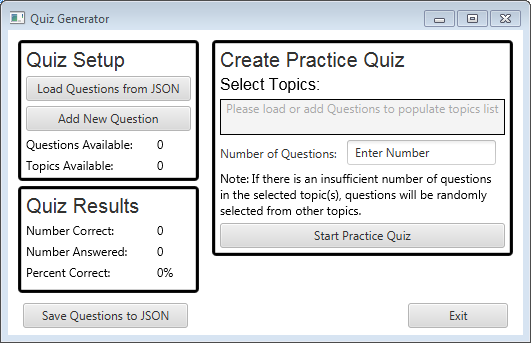 Quiz Generator
Quiz Setup
Load Questions from JSON
Add New Question
Questions Available: 0
Topics Available: 0
Quiz Results
Number Correct: 0
Number Answered: 0
Percent Correct: 0%
Save Questions to JSON
Create Practice Quiz
Select Topics:
Please load or add Questions to populate topics list
Number of Questions: Enter Number
Note: If there is an insufficient number of questions
in the selected topic(s), questions will be randomly
selected from other topics.
Start Practice Quiz
Exit